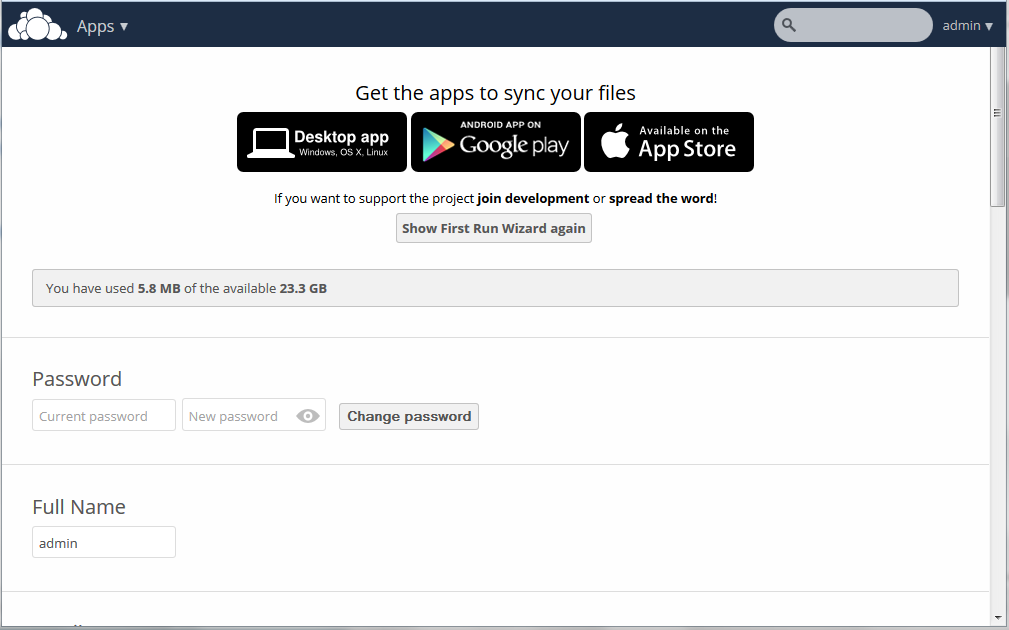 Apps ▼
admin ▼
Get the apps to sync your files
Desktop app
Windows, OS X, Linux
ANDROID APP ON
Google play
Available on the
App Store
If you want to support the project join development or spread the word!
Show First Run Wizard again
You have used 5.8 MB of the available 23.3 GB
Password
Current password
New password
Change password
Full Name
admin